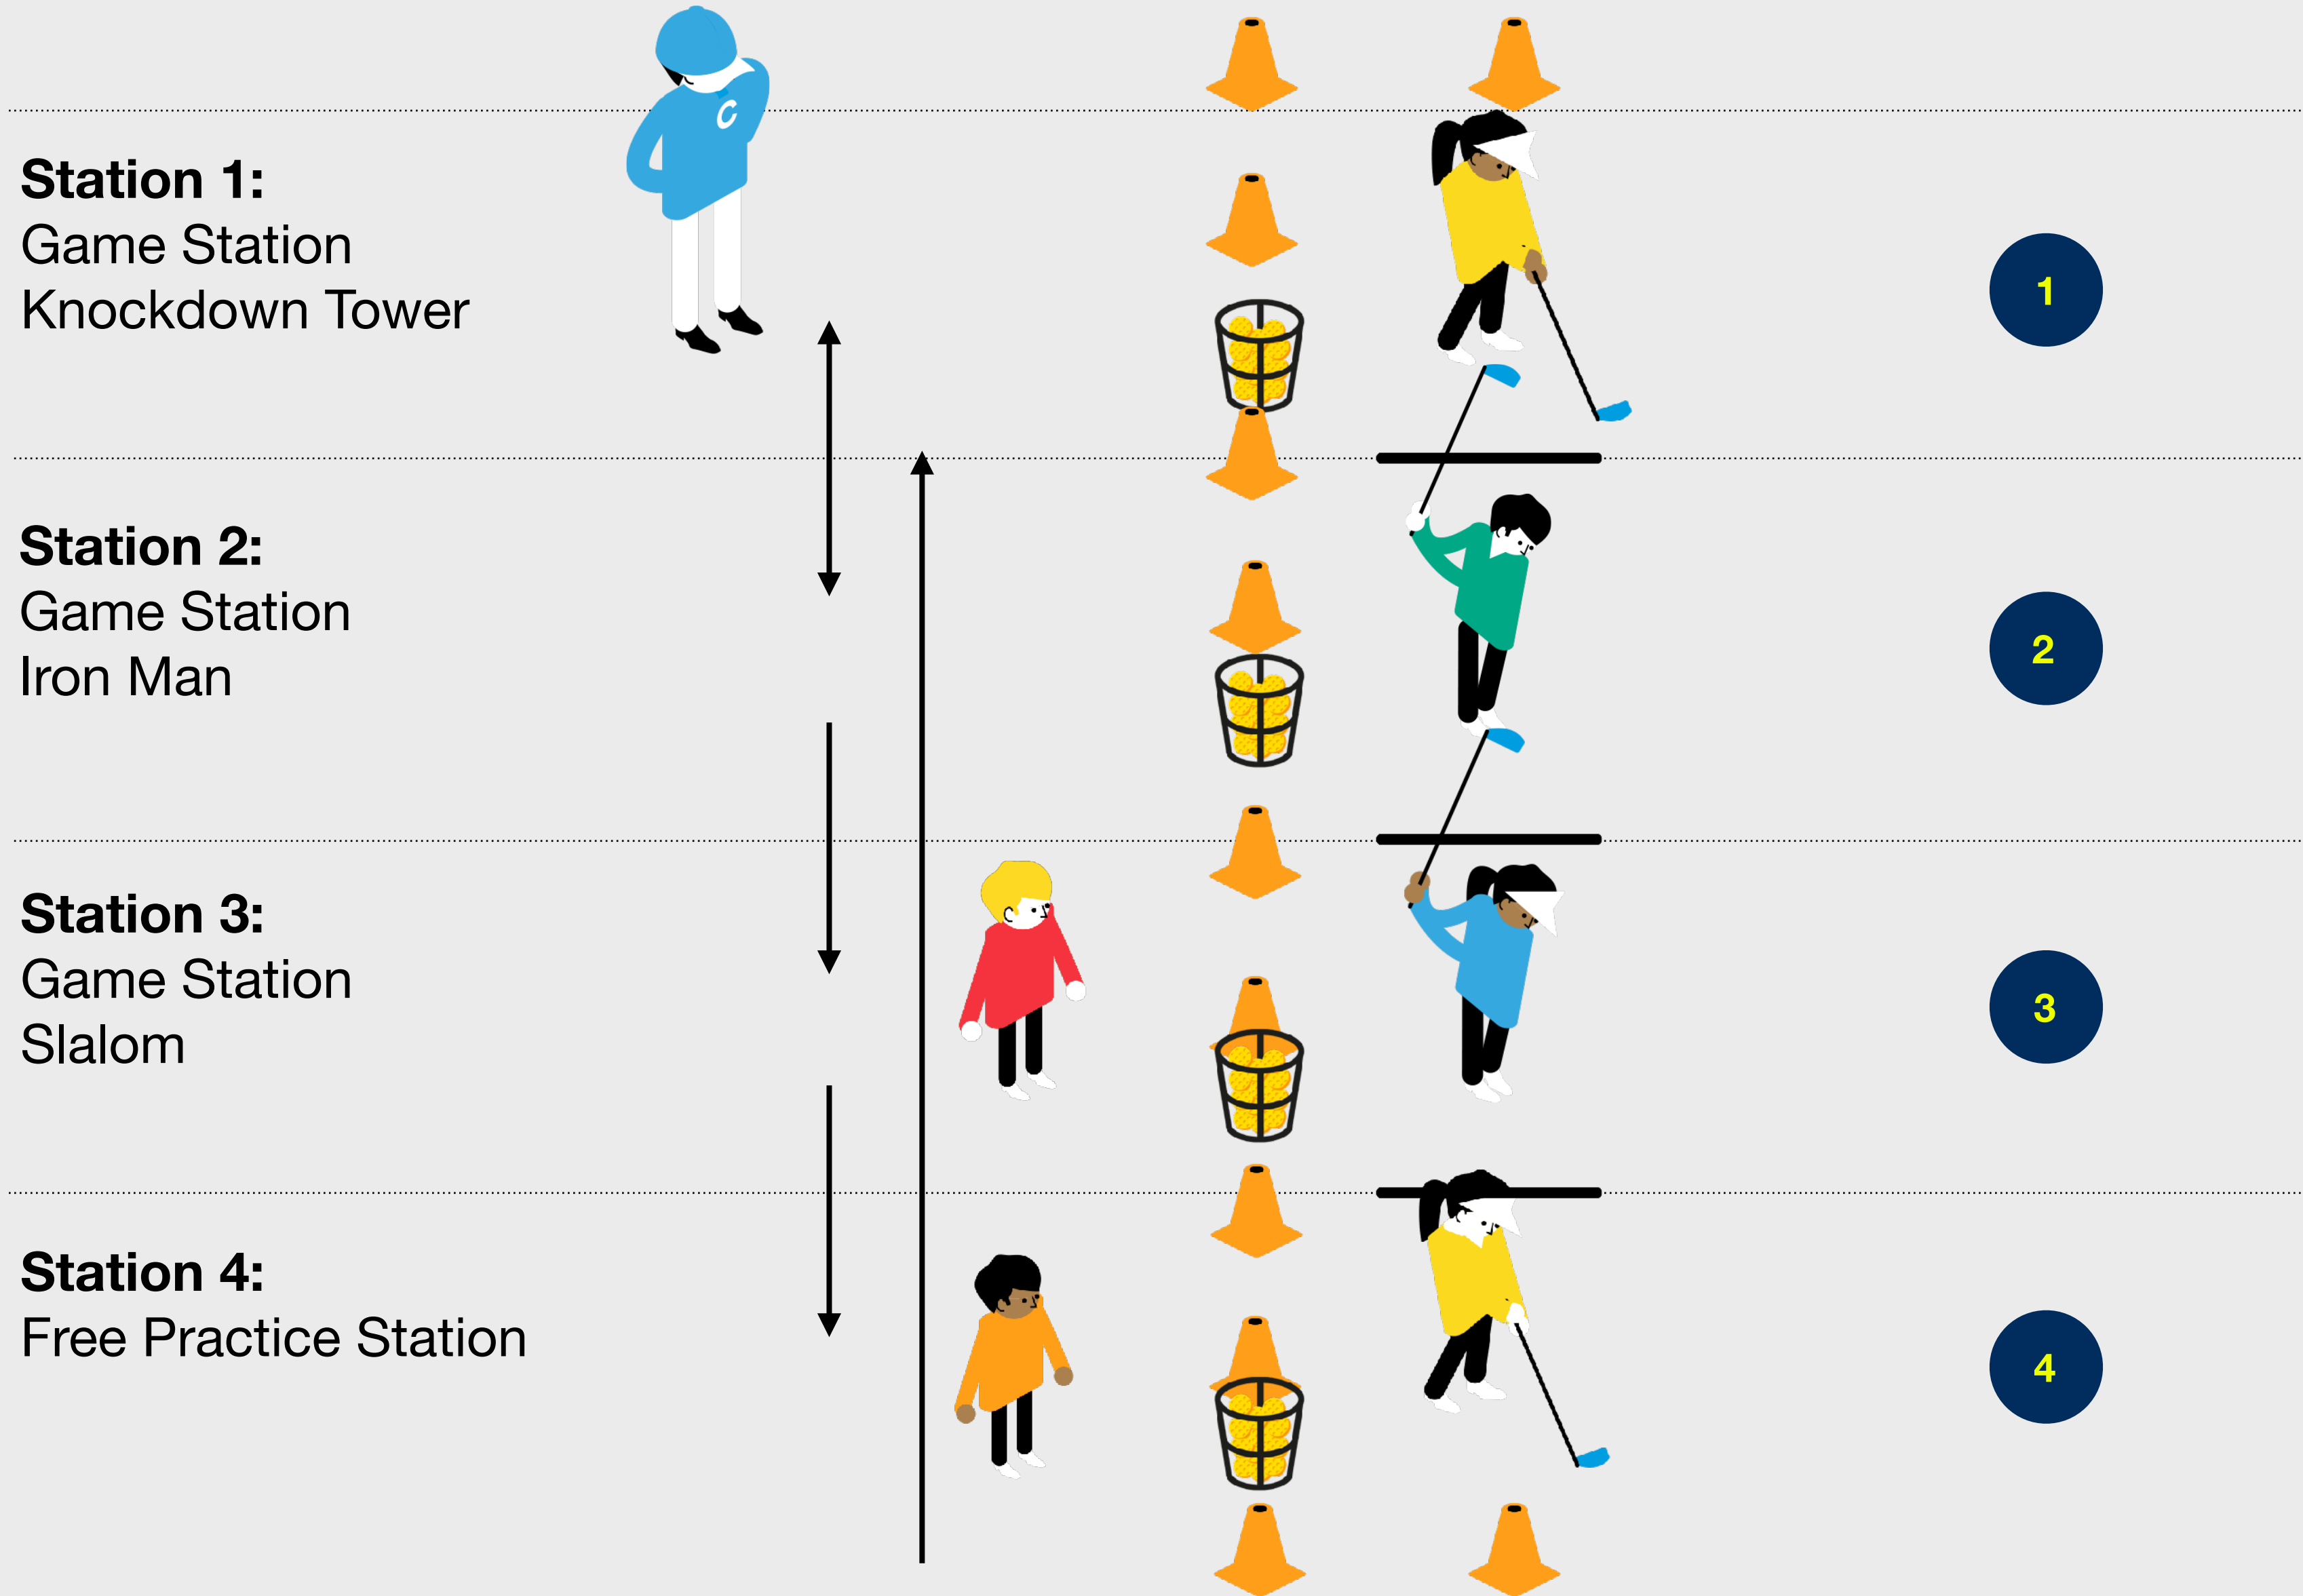 C
Station 1:
Game Station
Knockdown Tower
1
Station 2:
Game Station
Iron Man
2
Station 3:
Game Station
Slalom
3
Station 4:
Free Practice Station
4